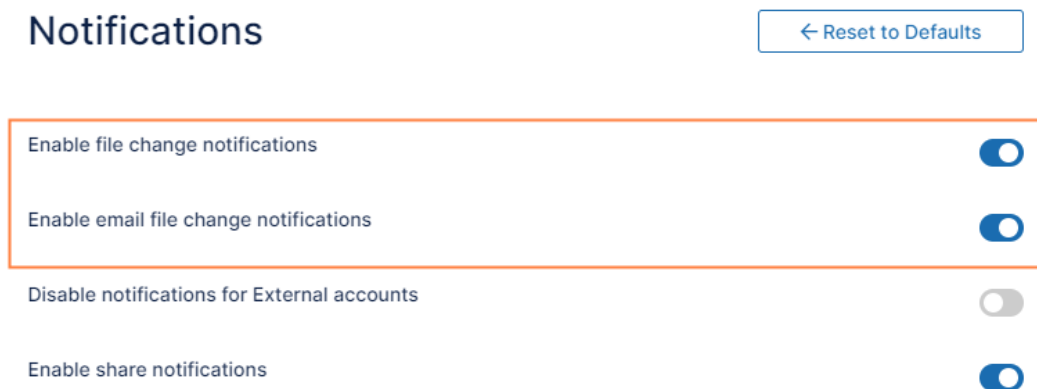 Notifications
← Reset to Defaults
Enable file change notifications
Enable email file change notifications
Disable notifications for External accounts
Enable share notifications